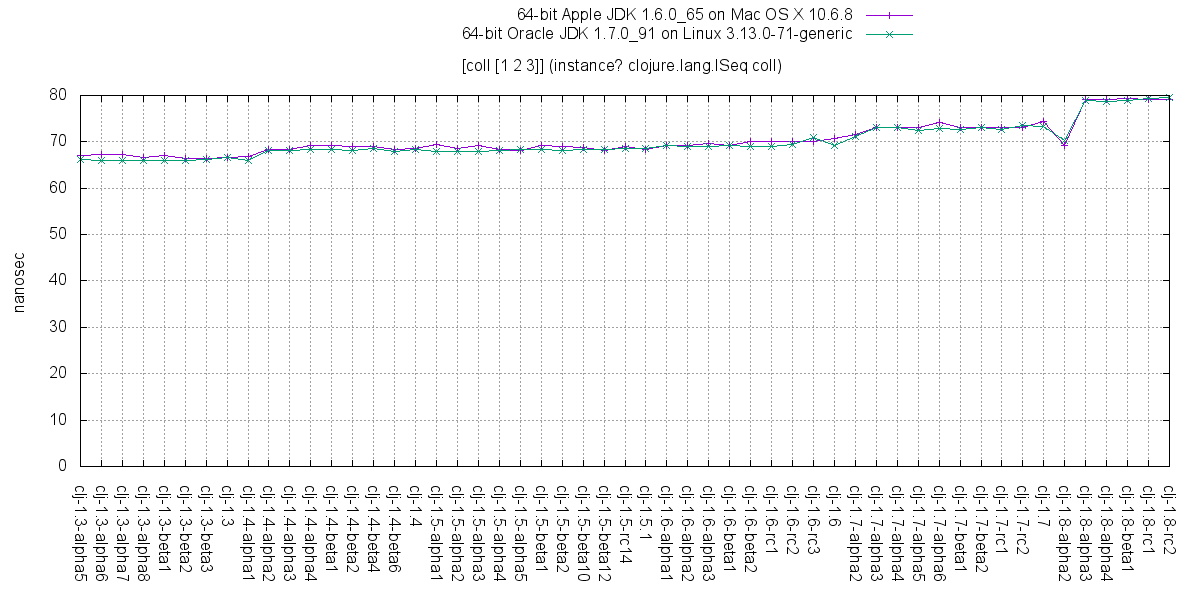 64-bit Apple JDK 1.6.0_65 on Mac OS X 10.6.8
64-bit Oracle JDK 1.7.0_91 on Linux 3.13.0-71-generic
[coll [1 2 3]] (instance? clojure.lang.ISeq coll)
80
70
60
50
40
30
20
10
0
nanosec
clj-1.3-alpha5
clj-1.3-alpha6
clj-1.3-alpha7
clj-1.3-alpha8
clj-1.3-beta1
clj-1.3-beta2
clj-1.3-beta3
clj-1.3
clj-1.4-alpha1
clj-1.4-alpha2
clj-1.4-alpha3
clj-1.4-alpha4
clj-1.4-beta1
clj-1.4-beta2
clj-1.4-beta4
clj-1.4-beta6
clj-1.4
clj-1.5-alpha1
clj-1.5-alpha2
clj-1.5-alpha3
clj-1.5-alpha4
clj-1.5-alpha5
clj-1.5-beta1
clj-1.5-beta2
clj-1.5-beta10
clj-1.5-beta12
clj-1.5-rc14
clj-1.5.1
clj-1.6-alpha1
clj-1.6-alpha2
clj-1.6-alpha3
clj-1.6-beta1
clj-1.6-beta2
clj-1.6-rc1
clj-1.6-rc2
clj-1.6-rc3
clj-1.6
clj-1.7-alpha2
clj-1.7-alpha3
clj-1.7-alpha4
clj-1.7-alpha5
clj-1.7-alpha6
clj-1.7-beta1
clj-1.7-beta2
clj-1.7-rc1
clj-1.7-rc2
clj-1.7
clj-1.8-alpha2
clj-1.8-alpha3
clj-1.8-alpha4
clj-1.8-beta1
clj-1.8-rc1
clj-1.8-rc2